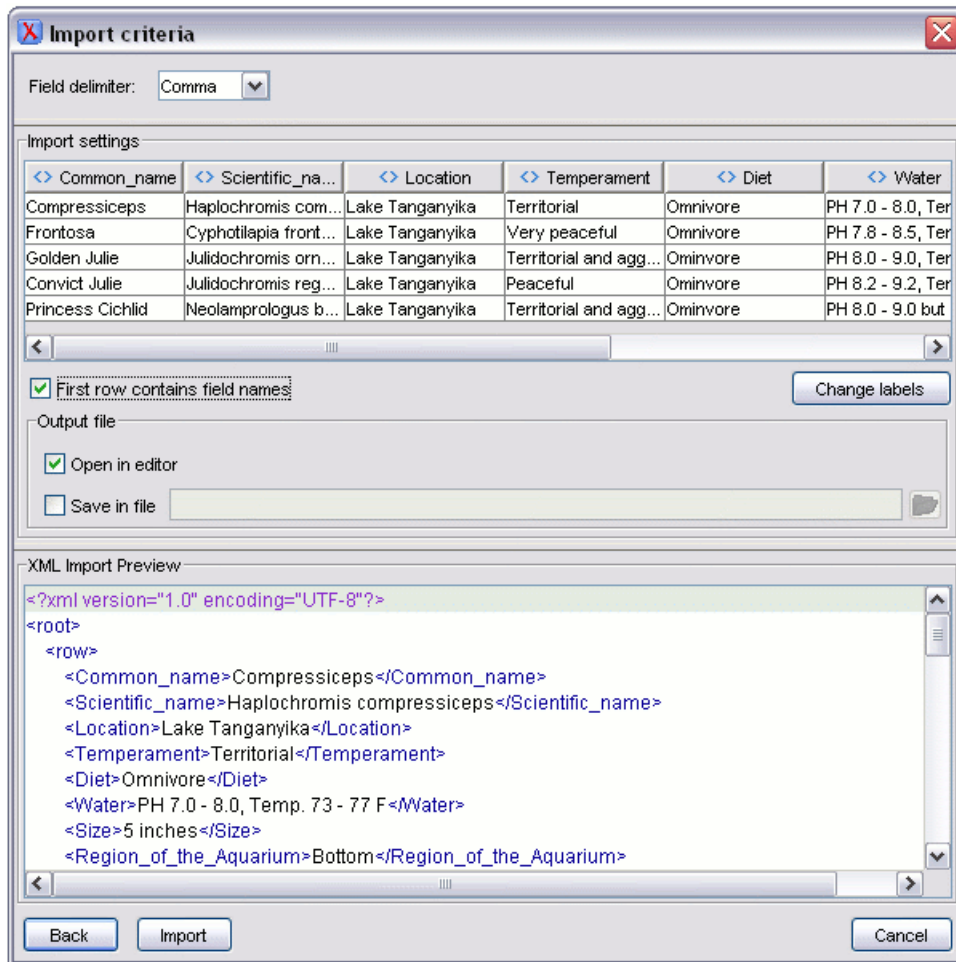 Import criteria
Field delimiter: Comma
Import settings
<> Common_name <> Scientific_na... <> Location <> Temperament <> Diet <> Water
Compressiceps Haplochromis com... Lake Tanganyika Territorial Omnivore PH 7.0 - 8.0, Ter
Frontosa Cyphotilapia front... Lake Tanganyika Very peaceful Omnivore PH 7.8 - 8.5, Ter
Golden Julie Julidochromis orn... Lake Tanganyika Territorial and agg... Ominvore PH 8.0 - 9.0, Ter
Convict Julie Julidochromis reg... Lake Tanganyika Peaceful Ominvore PH 8.2 - 9.2, Ter
Princess Cichlid Neolamprologus b... Lake Tanganyika Territorial and agg... Ominvore PH 8.0 - 9.0 but
First row contains field names Change labels
Output file
Open in editor
Save in file
XML Import Preview
<?xml version="1.0" encoding="UTF-8"?>
<root>
<row>
<Common_name>Compressiceps</Common_name>
<Scientific_name>Haplochromis compressiceps</Scientific_name>
<Location>Lake Tanganyika</Location>
<Temperament>Territorial</Temperament>
<Diet>Omnivore</Diet>
<Water>PH 7.0 - 8.0, Temp. 73 - 77 F</Water>
<Size>5 inches</Size>
<Region_of_the_Aquarium>Bottom</Region_of_the_Aquarium>
Back Import Cancel